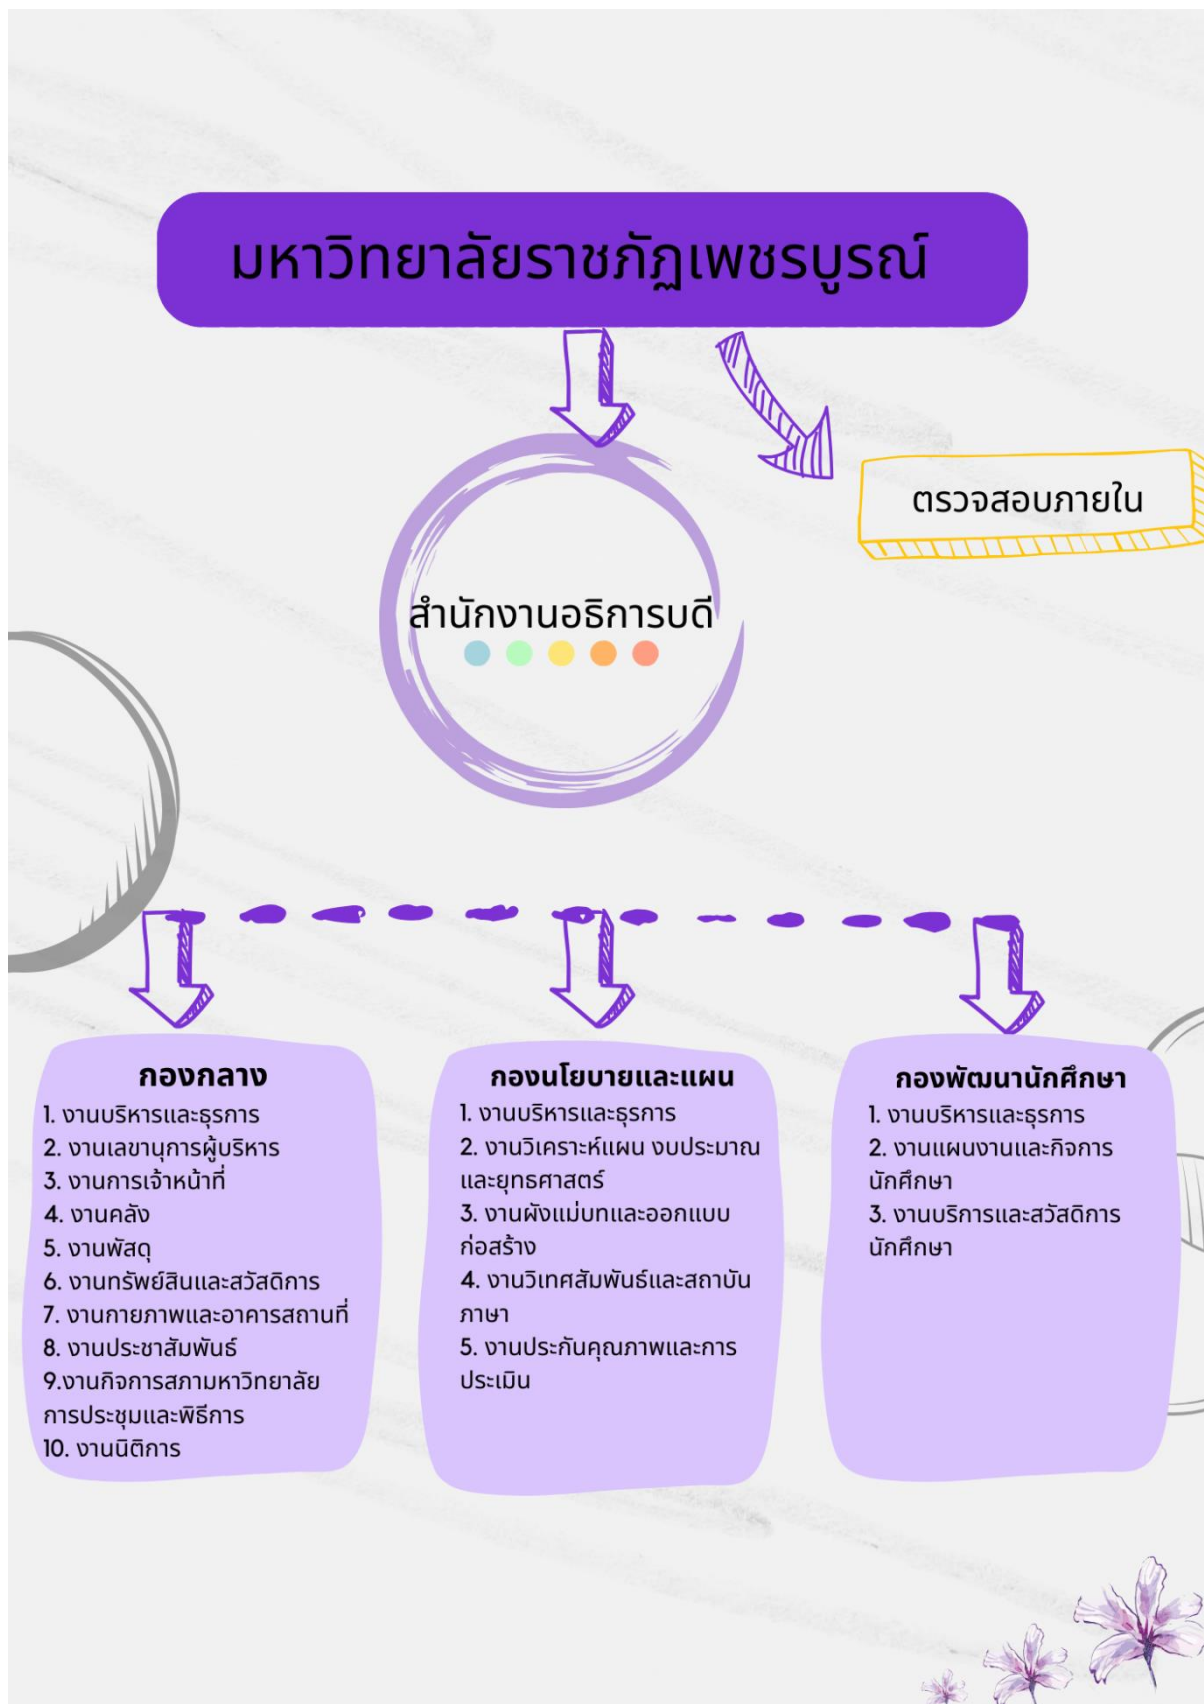 มหาวิทยาลัยราชภัฏเพชรบูรณ์
ตรวจสอบภายใน
สำนักงานอธิการบดี
กองกลาง
1. งานบริหารและธุรการ
2. งานเลขานุการผู้บริหาร
3. งานการเจ้าหน้าที่
4. งานคลัง
5. งานพัสดุ
6. งานทรัพย์สินและสวัสดิการ
7. งานกายภาพและอาคารสถานที่
8. งานประชาสัมพันธ์
9.งานกิจการสภามหาวิทยาลัย
การประชุมและพิธีการ
10. งานนิติการ
กองนโยบายและแผน
1. งานบริหารและธุรการ
2. งานวิเคราะห์แผน งบประมาณ
และยุทธศาสตร์
3. งานผังแม่บทและออกแบบ
ก่อสร้าง
4. งานวิเทศสัมพันธ์และสถาบัน
ภาษา
5. งานประกันคุณภาพและการ
ประเมิน
กองพัฒนานักศึกษา
1. งานบริหารและธุรการ
2. งานแผนงานและกิจการ
นักศึกษา
3. งานบริการและสวัสดิการ
นักศึกษา